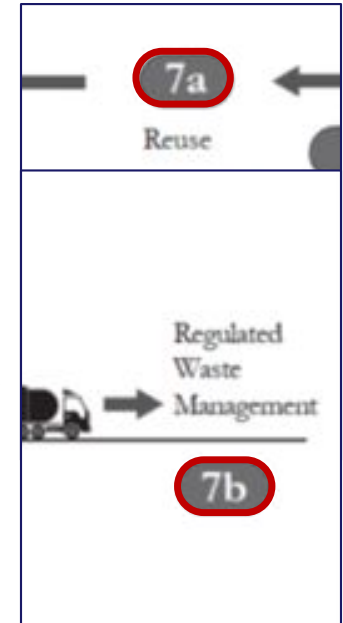 7a
Reuse
Regulated
Waste
Management
7b